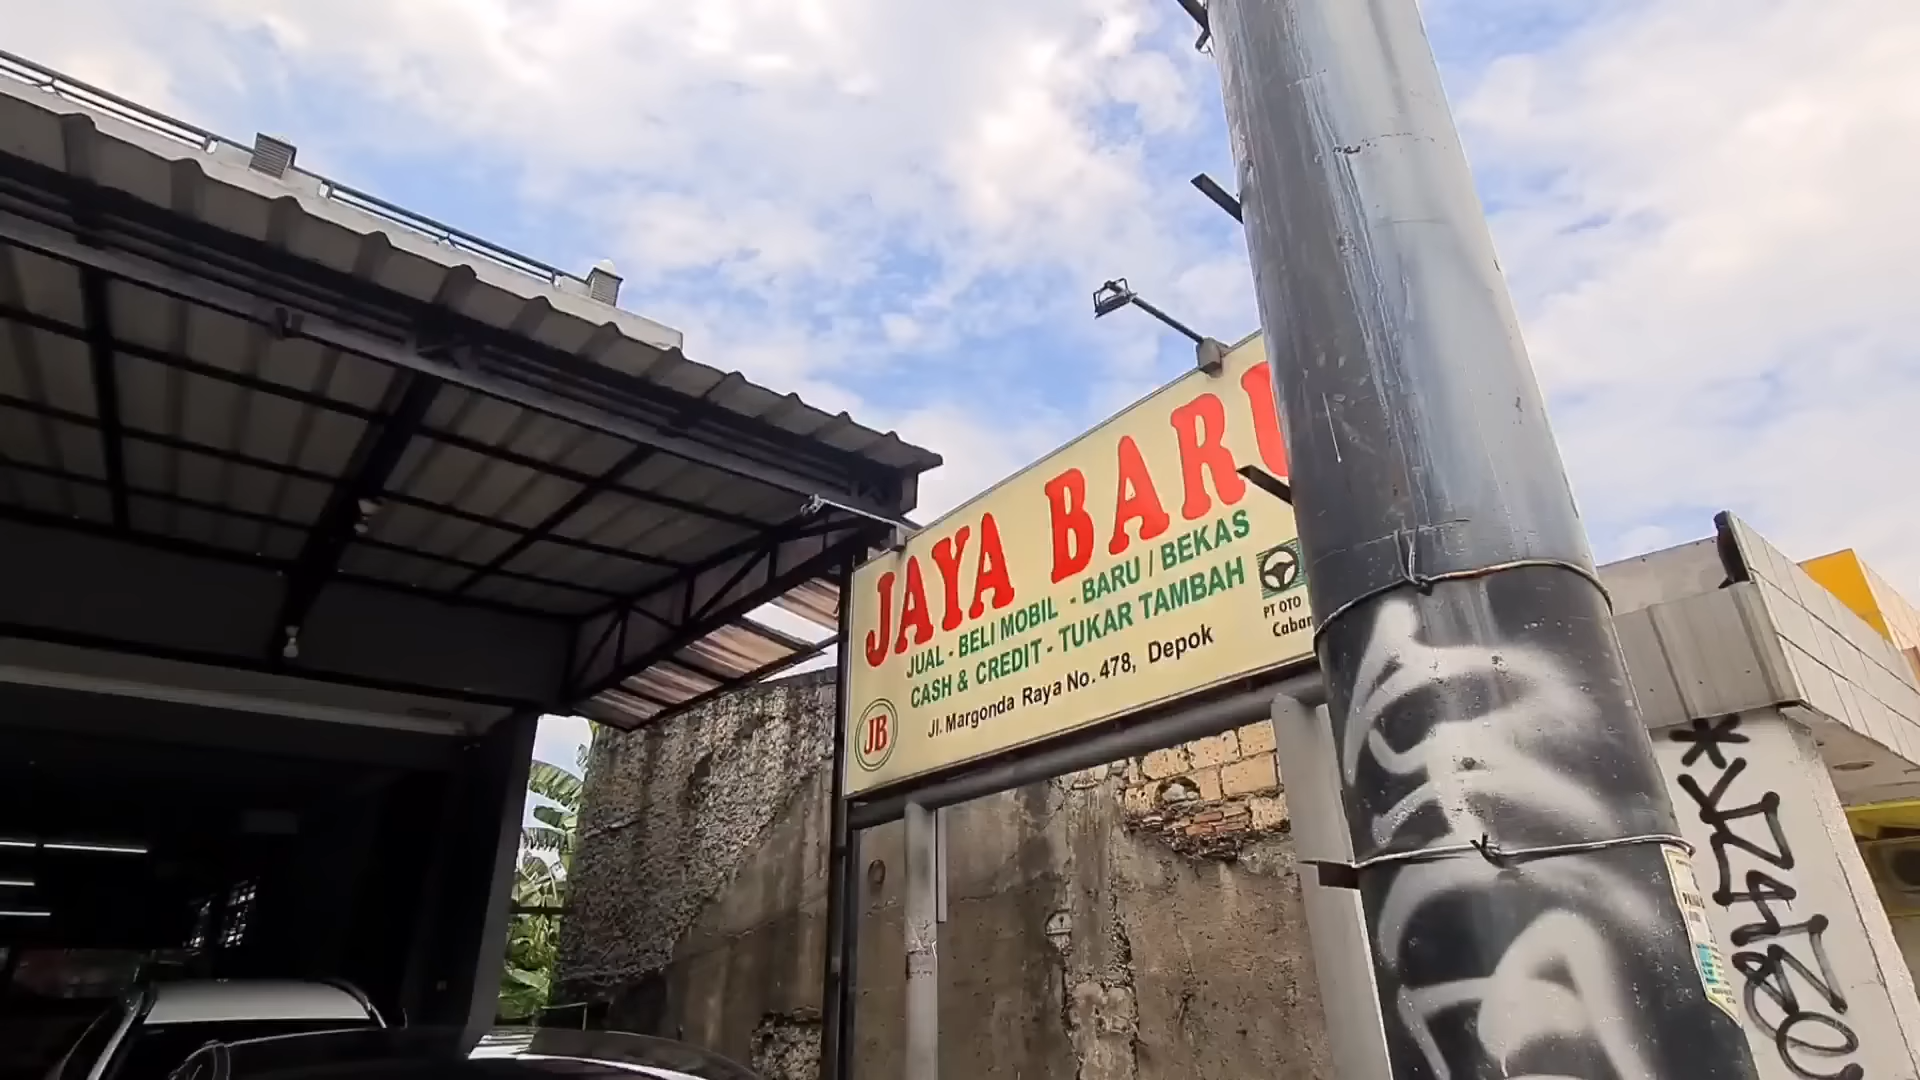 JAYA BARU
JUAL - BELI MOBIL - BARU / BEKAS
CASH & CREDIT - TUKAR TAMBAH
Jl. Margonda Raya No. 478, Depok
JB
PT OTO